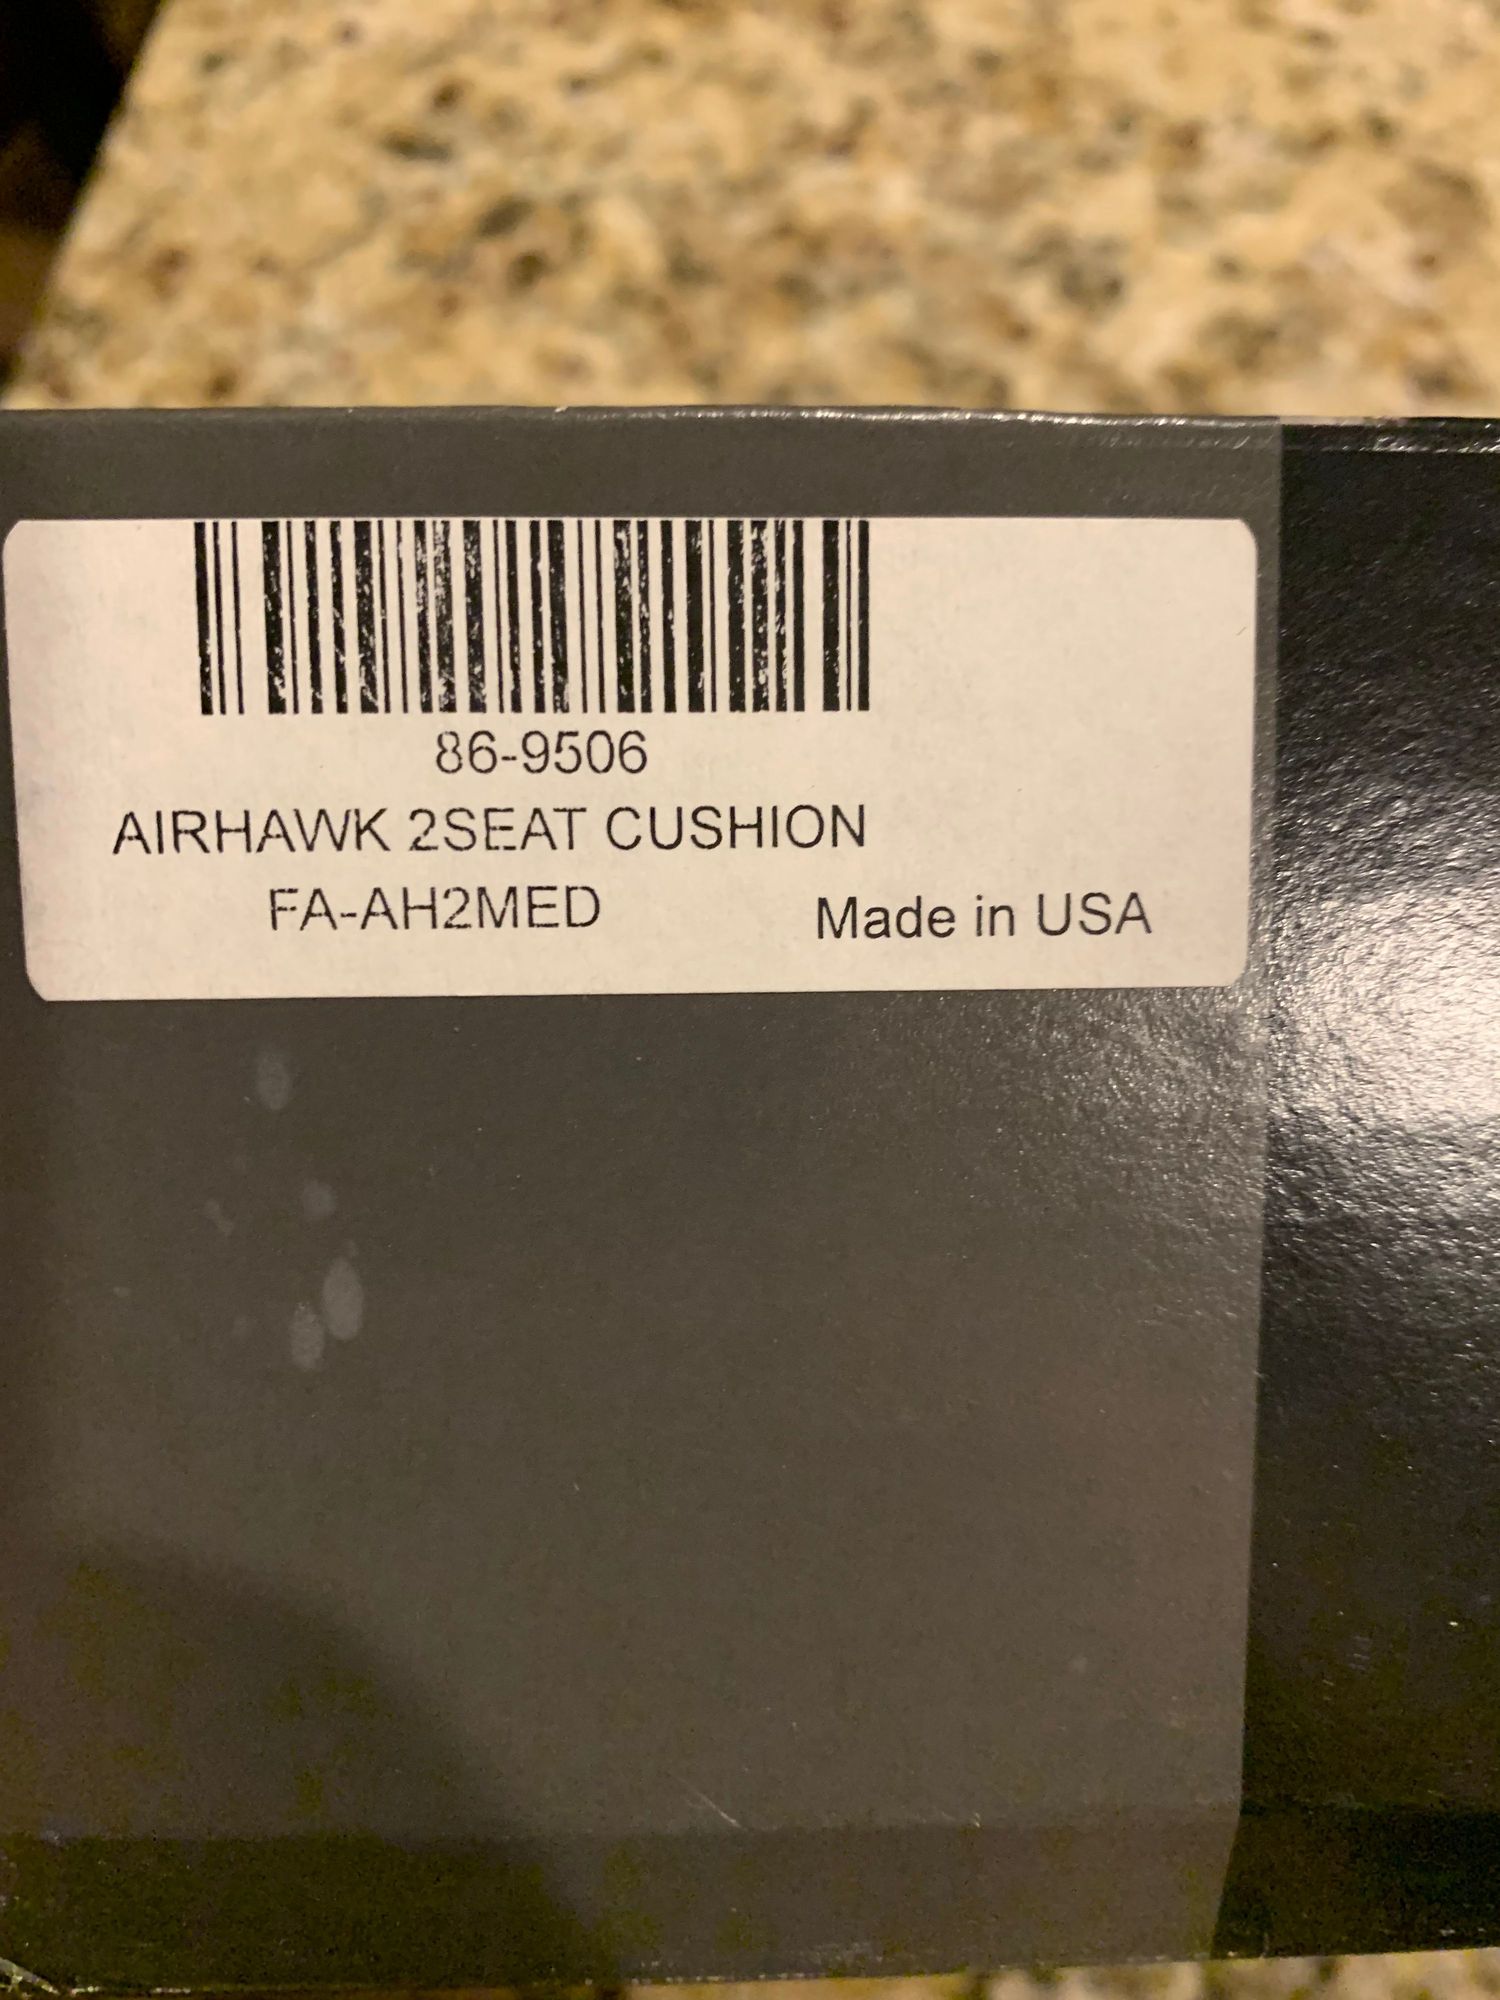 86-9506
AIRHAWK 2SEAT CUSHION
FA-AH2MED Made in USA